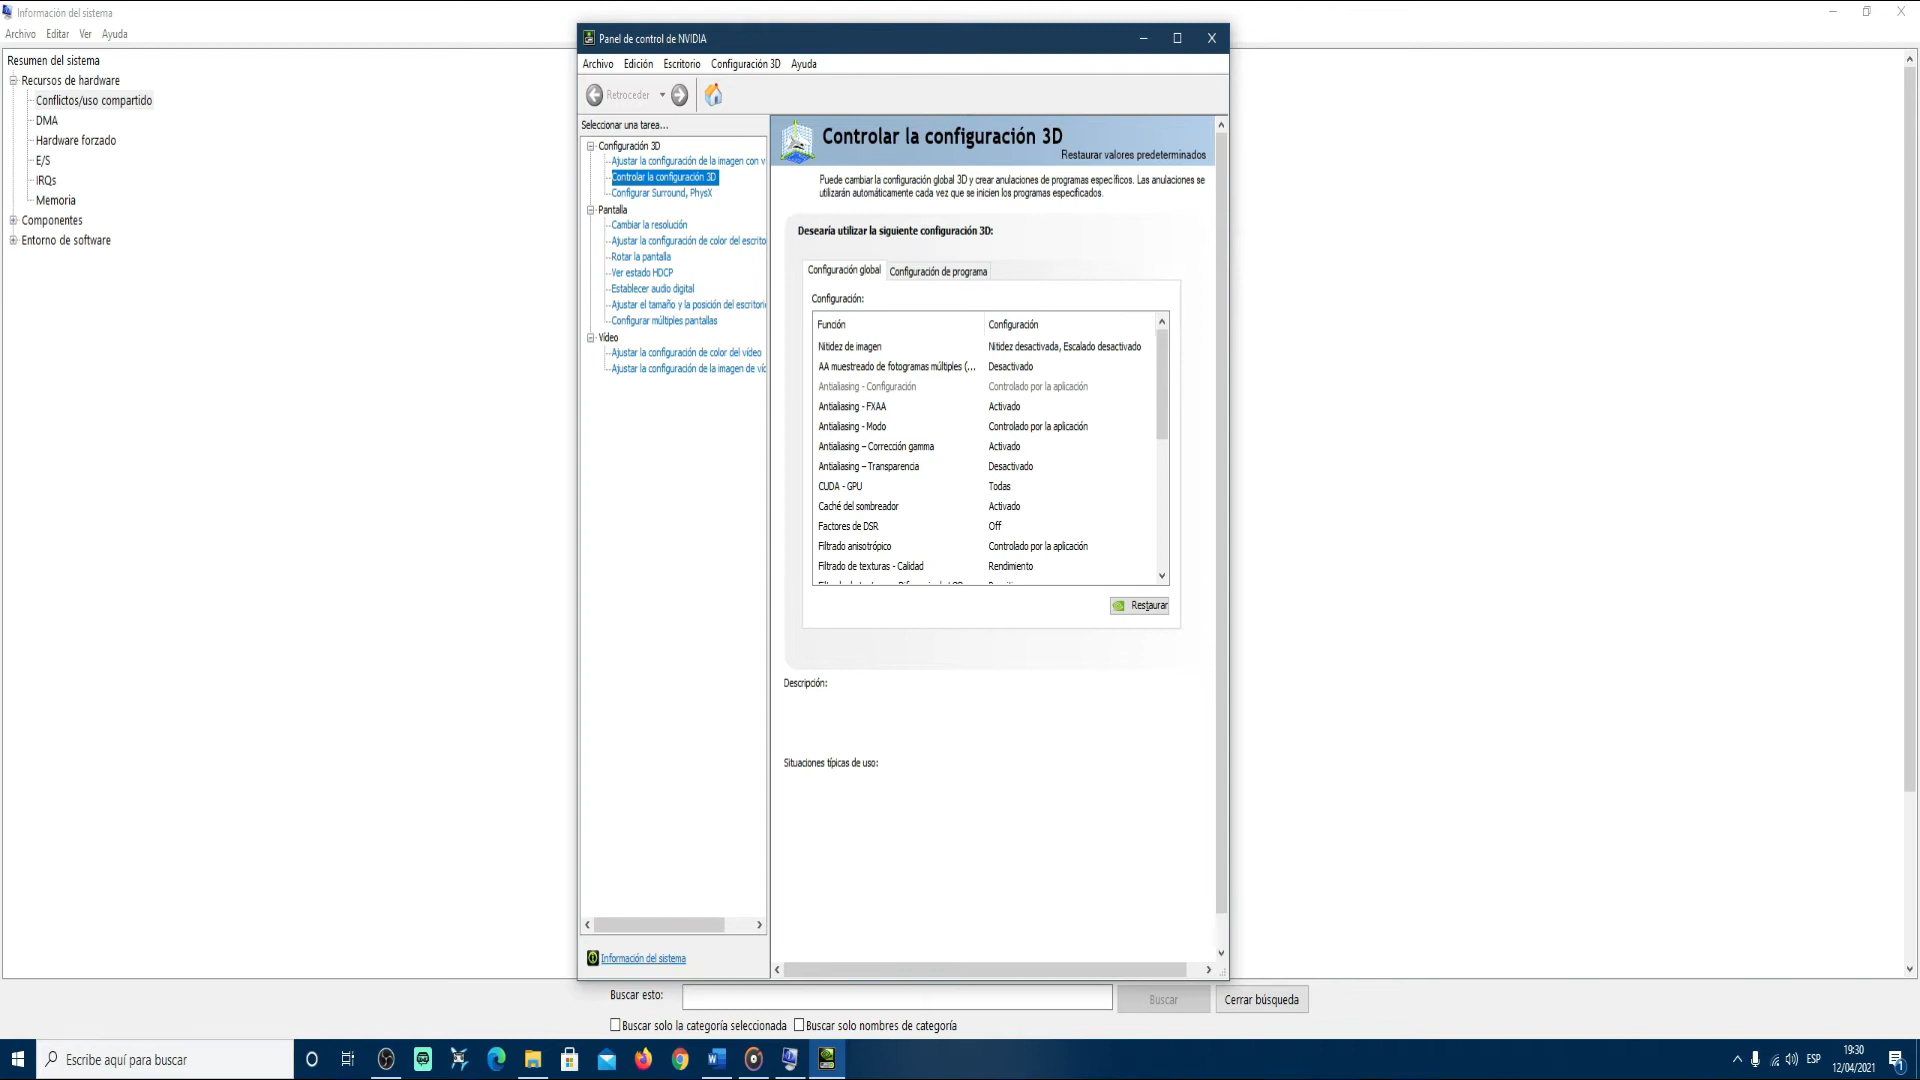 Información del sistema
Archivo Editar Ver Ayuda
Resumen del sistema
Recursos de hardware
Conflictos/uso compartido
DMA
Hardware forzado
E/S
IRQs
Memoria
Componentes
Entorno de software
Panel de control de NVIDIA
Archivo Edición Escritorio Configuración 3D Ayuda
Retroceder
Seleccionar una tarea...
Configuración 3D
Ajustar la configuración de la imagen con v
Controlar la configuración 3D
Configurar Surround, PhysX
Pantalla
Cambiar la resolución
Ajustar la configuración de color del escrito
Rotar la pantalla
Ver estado HDCP
Establecer audio digital
Ajustar el tamaño y la posición del escritori
Configurar múltiples pantallas
Vídeo
Ajustar la configuración de color del vídeo
Ajustar la configuración de la imagen de víd
Información del sistema
Controlar la configuración 3D
Restaurar valores predeterminados
Puede cambiar la configuración global 3D y crear anulaciones de programas específicos. Las anulaciones se
utilizarán automáticamente cada vez que se inicien los programas especificados.
Desearía utilizar la siguiente configuración 3D:
Configuración global Configuración de programa
Configuración:
Función Configuración
Nitidez de imagen Nitidez desactivada, Escalado desactivado
AA muestreado de fotogramas múltiples (... Desactivado
Antialiasing - Configuración Controlado por la aplicación
Antialiasing - FXAA Activado
Antialiasing - Modo Controlado por la aplicación
Antialiasing – Corrección gamma Activado
Antialiasing – Transparencia Desactivado
CUDA - GPU Todas
Caché del sombreador Activado
Factores de DSR Off
Filtrado anisotrópico Controlado por la aplicación
Filtrado de texturas - Calidad Rendimiento
Restaurar
Descripción:
Situaciones típicas de uso:
Buscar esto:
Buscar Cerrar búsqueda
Buscar solo la categoría seleccionada Buscar solo nombres de categoría
Escribe aquí para buscar
ESP
19:30
12/04/2021
1